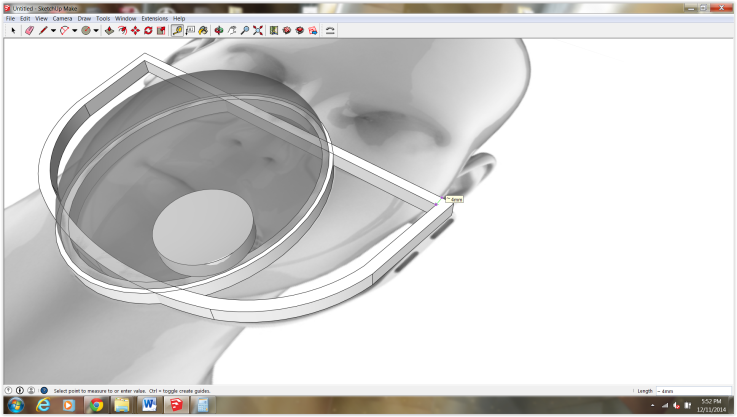 Untitled - SketchUp Make
File Edit View Camera Draw Tools Window Extensions Help
~ 4mm
Select point to measure to or enter value. Ctrl = toggle create guides.
Length ~ 4mm
5:52 PM
12/11/2014